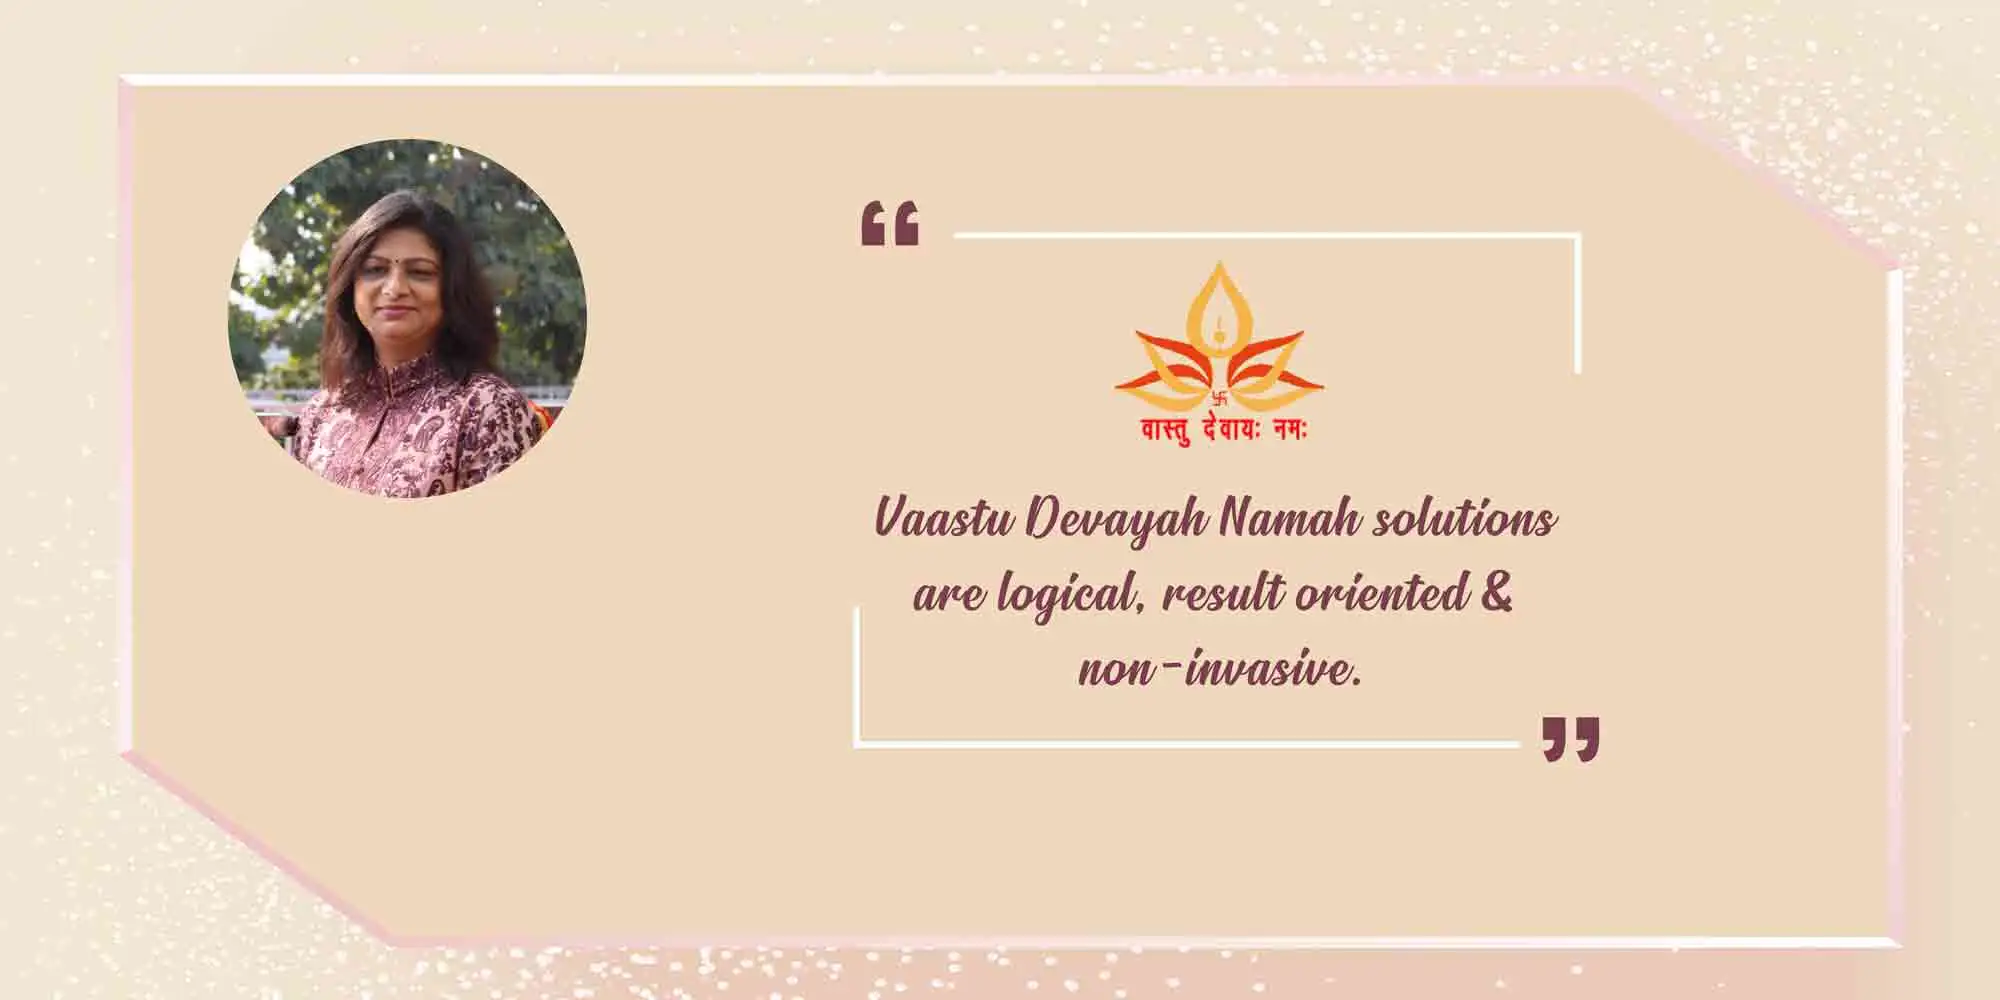 वास्तु देवायः नमः
Vaastu Devayah Namah solutions
are logical, result oriented &
non-invasive.